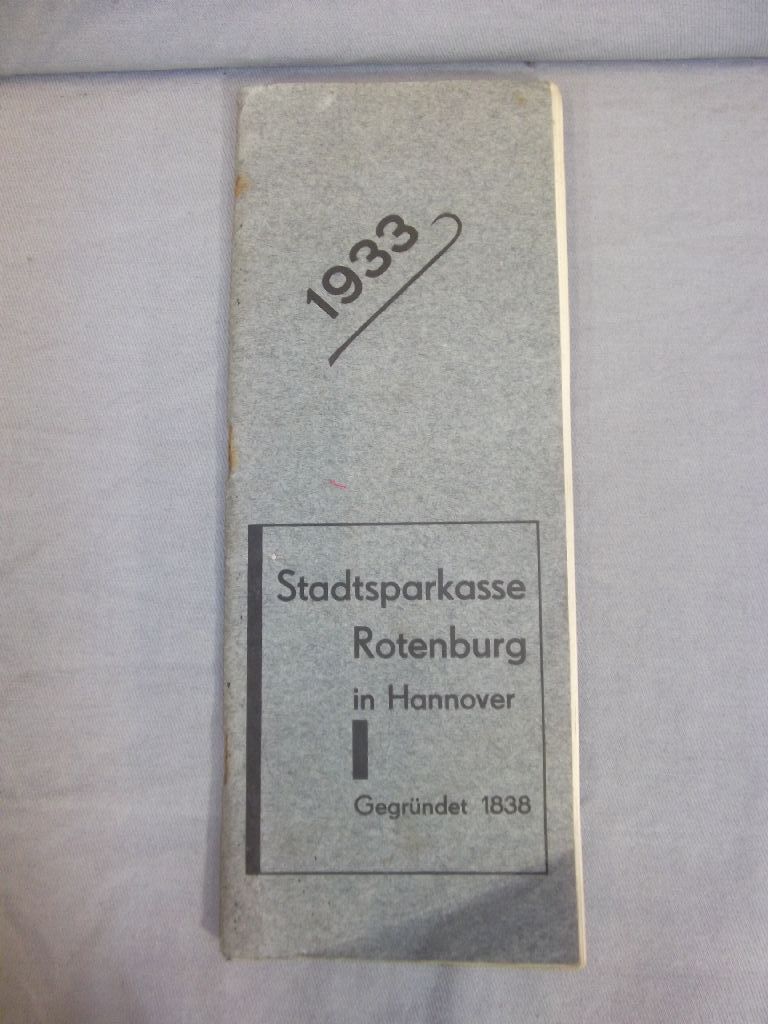 1933
Stadtsparkasse
Rotenburg
in Hannover
Gegründet 1838